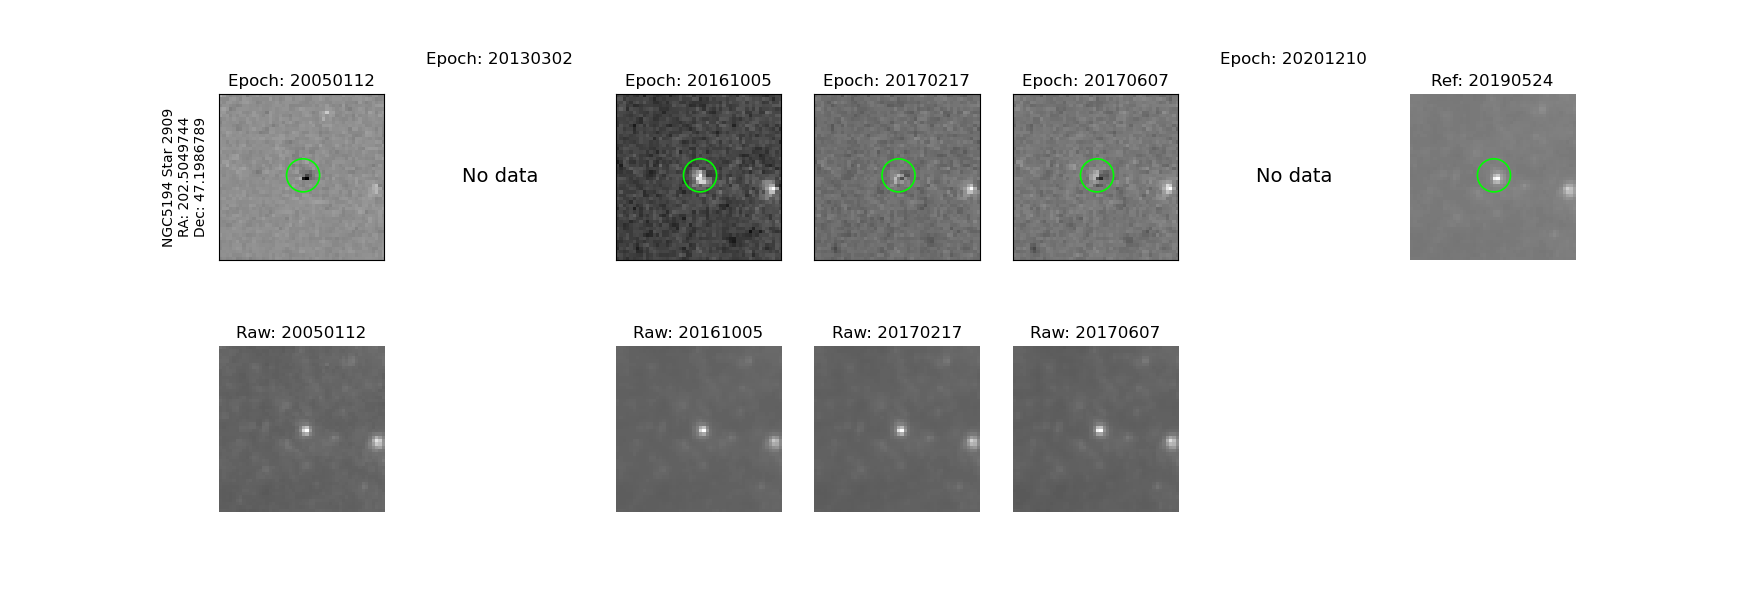 Epoch: 20130302
Epoch: 20201210
Epoch: 20050112
Epoch: 20161005
Epoch: 20170217
Epoch: 20170607
Ref: 20190524
NGC5194 Star 2909
RA: 202.5049744
Dec: 47.1986789
No data
No data
Raw: 20050112
Raw: 20161005
Raw: 20170217
Raw: 20170607